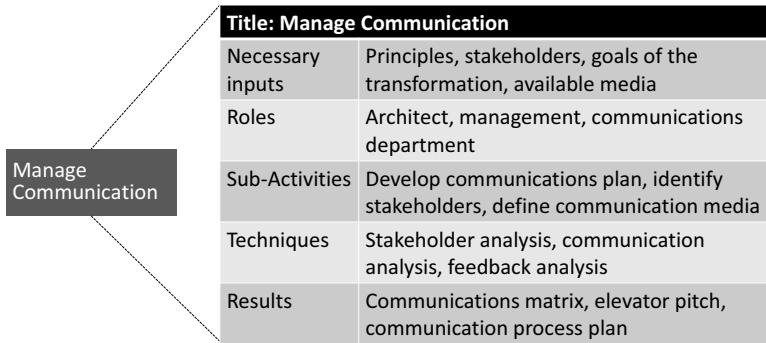 Manage
Communication
Title: Manage Communication
Necessary
inputs
Principles, stakeholders, goals of the
transformation, available media
Roles
Architect, management, communications
department
Sub-Activities
Develop communications plan, identify
stakeholders, define communication media
Techniques
Stakeholder analysis, communication
analysis, feedback analysis
Results
Communications matrix, elevator pitch,
communication process plan